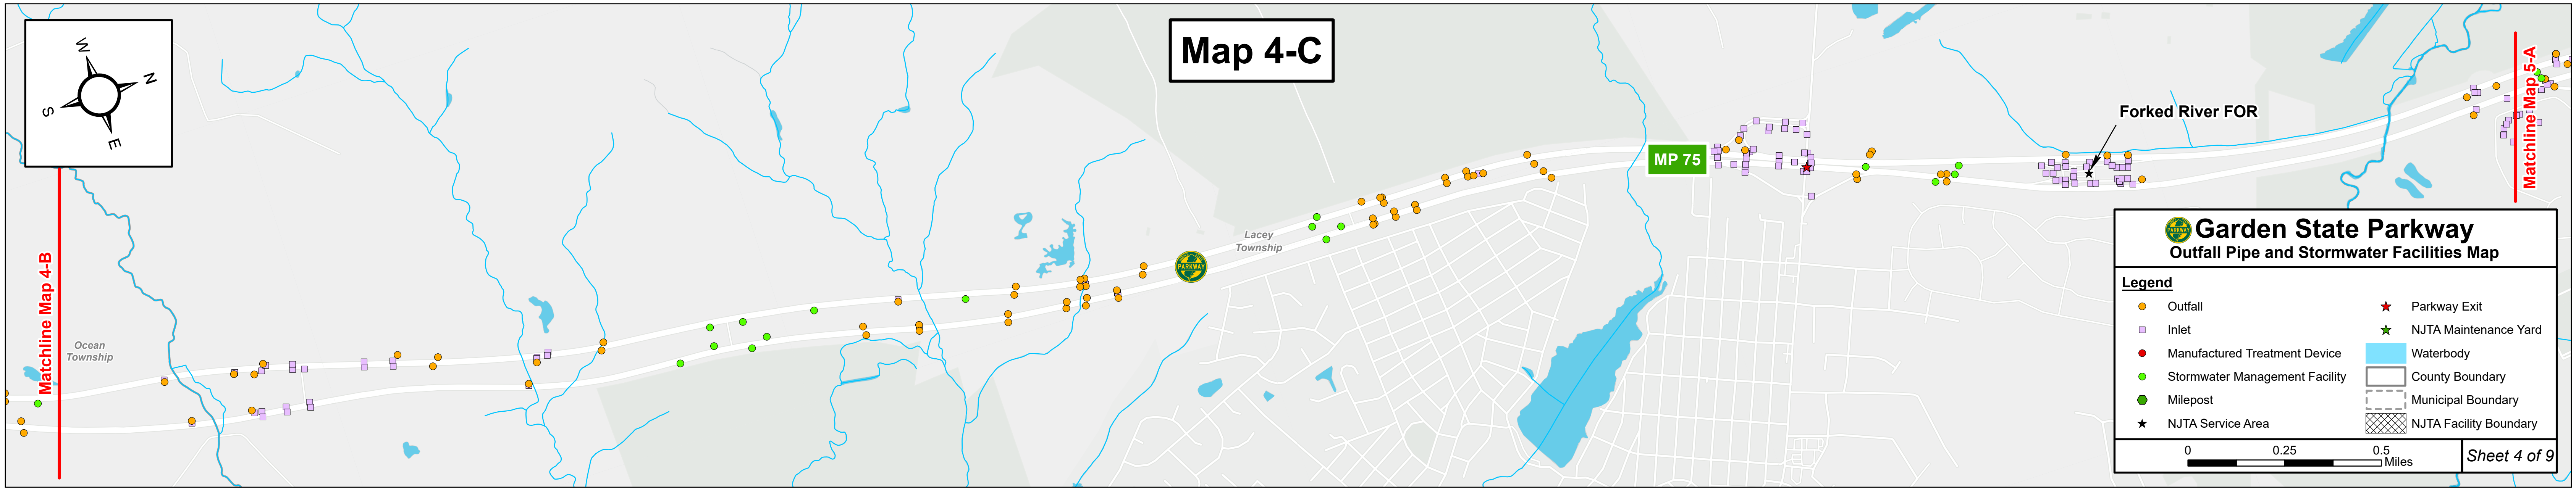 W
N
S
E
Map 4-C
Matchline Map 4-B
Ocean
Township
PARKWAY
Lacey
Township
MP 75
Forked River FOR
Matchline Map 5-A
PARKWAY
Garden State Parkway
Outfall Pipe and Stormwater Facilities Map
Legend
Outfall
Inlet
Manufactured Treatment Device
Stormwater Management Facility
Milepost
NJTA Service Area
Parkway Exit
NJTA Maintenance Yard
Waterbody
County Boundary
Municipal Boundary
NJTA Facility Boundary
0 0.25 0.5
Miles
Sheet 4 of 9